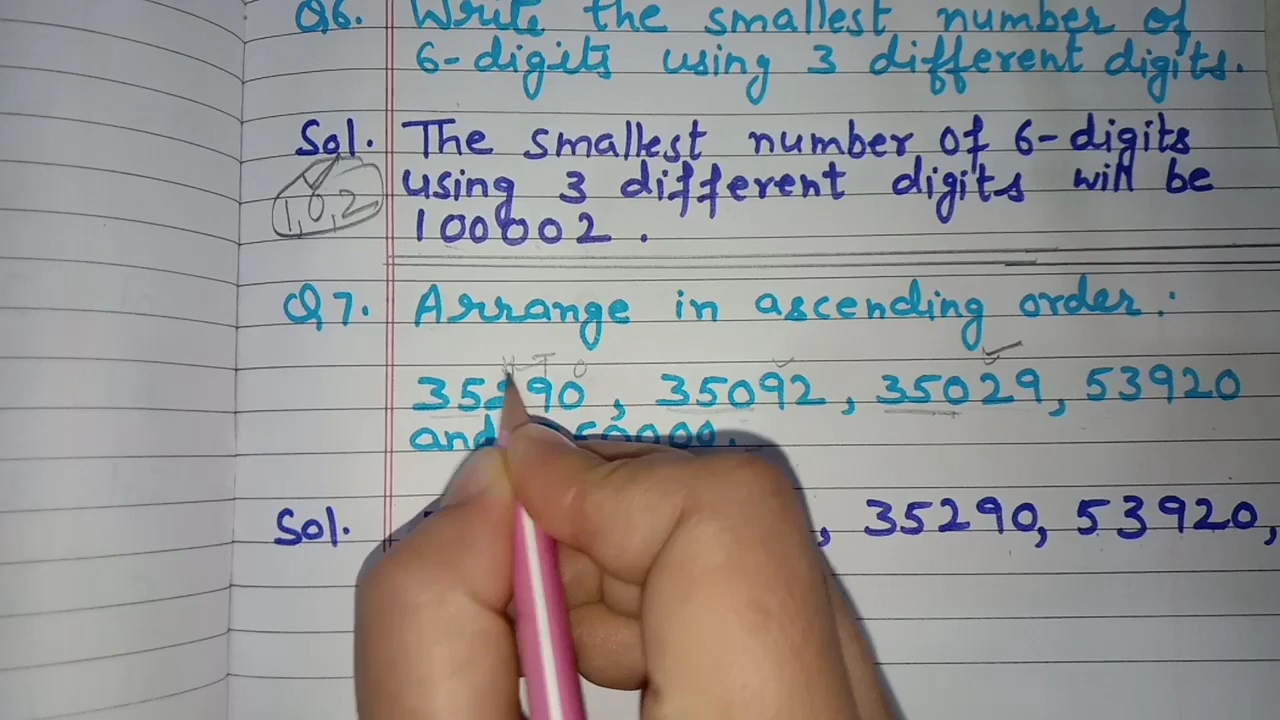 Q6. Write the smallest number of
6-digits using 3 different digits.
Sol. The smallest number of 6-digits
using 3 different digits will be
1,0,2
100002.
Q7. Arrange in ascending order:
35290, 35092, 35029, 53920
and
Sol. , 35290, 53920,